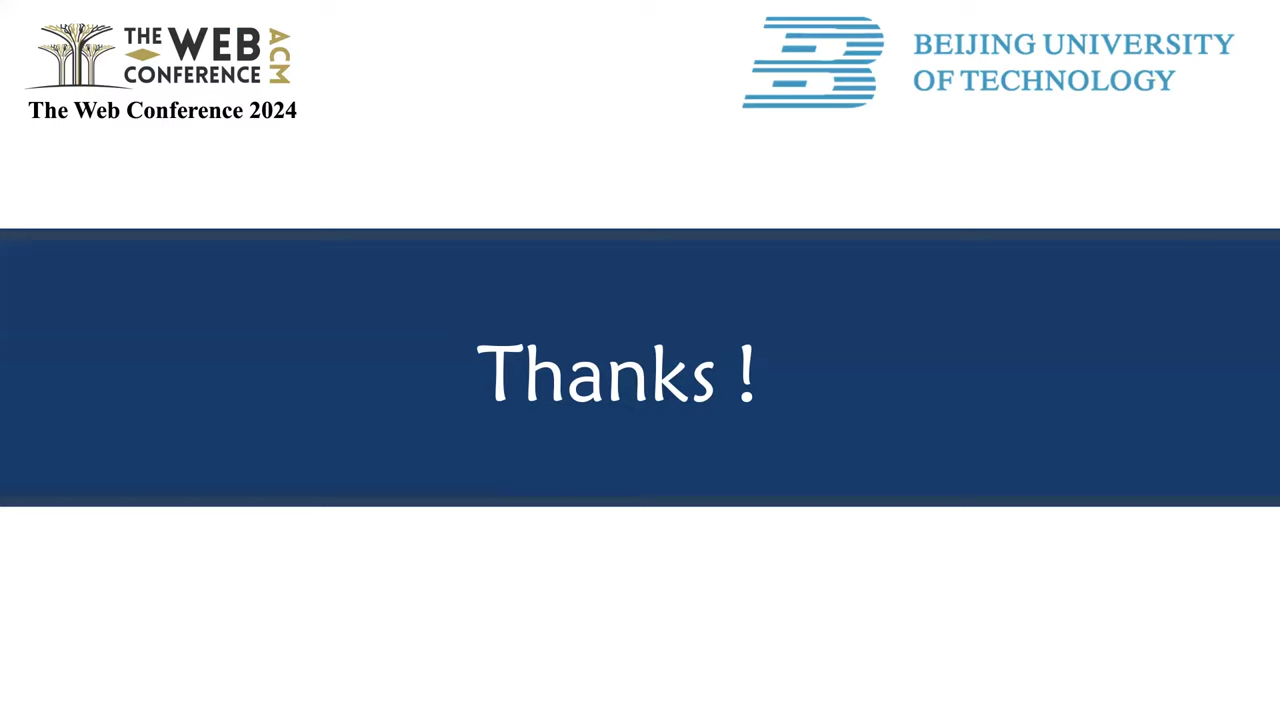 THE WEB
CONFERENCE
ACM
The Web Conference 2024
BEIJING UNIVERSITY
OF TECHNOLOGY
Thanks !